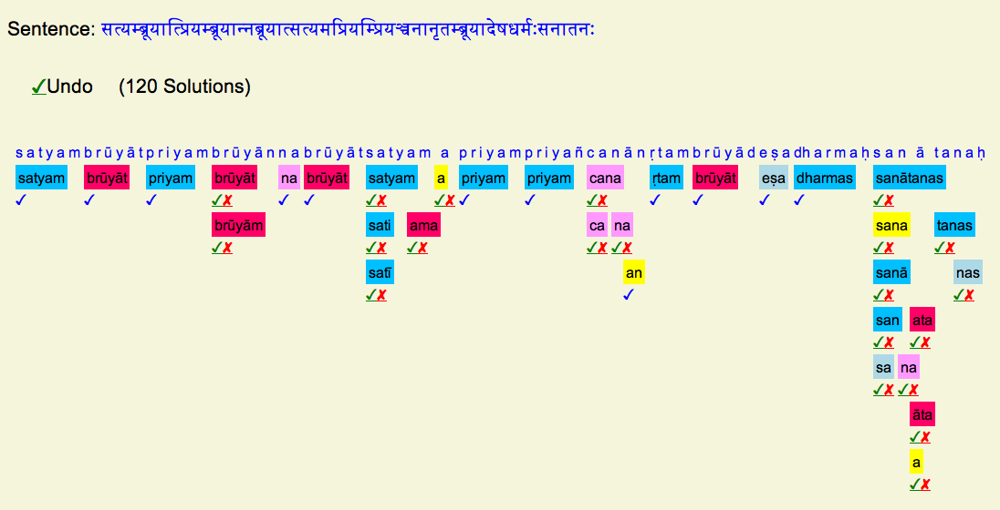 Sentence: सत्यम्ब्रूयात्प्रियम्ब्रूयान्नब्रूयात्सत्यमप्रियम्प्रियञ्चनानृतम्ब्रूयादेषधर्मःसनातनः
✓Undo (120 Solutions)
s a t y a m b r ū y ā t p r i y a m b r ū y ā n n a b r ū y ā t s a t y a m a p r i y a m p r i y a ñ c a n ā n ṛ t a m b r ū y ā d e ṣ a d h a r m a ḥ s a n ā t a n a ḥ
satyam brūyāt priyam brūyāt na brūyāt satyam a priyam priyam cana ṛtam brūyāt eṣa dharmas sanātanas
✓ ✓ ✓ ✓✗ ✓ ✓ ✓✗ ✓✗ ✓ ✓ ✓✗ ✓ ✓ ✓ ✓ ✓✗
brūyām sati ama ca na sana tanas
✓✗ ✓✗ ✓✗ ✓✗ ✓✗ ✓✗ ✓✗
satī an sanā nas
✓✗ ✓ ✓✗ ✓✗
san ata
✓✗ ✓✗
sa na
✓✗ ✓✗
āta
✓✗
a
✓✗